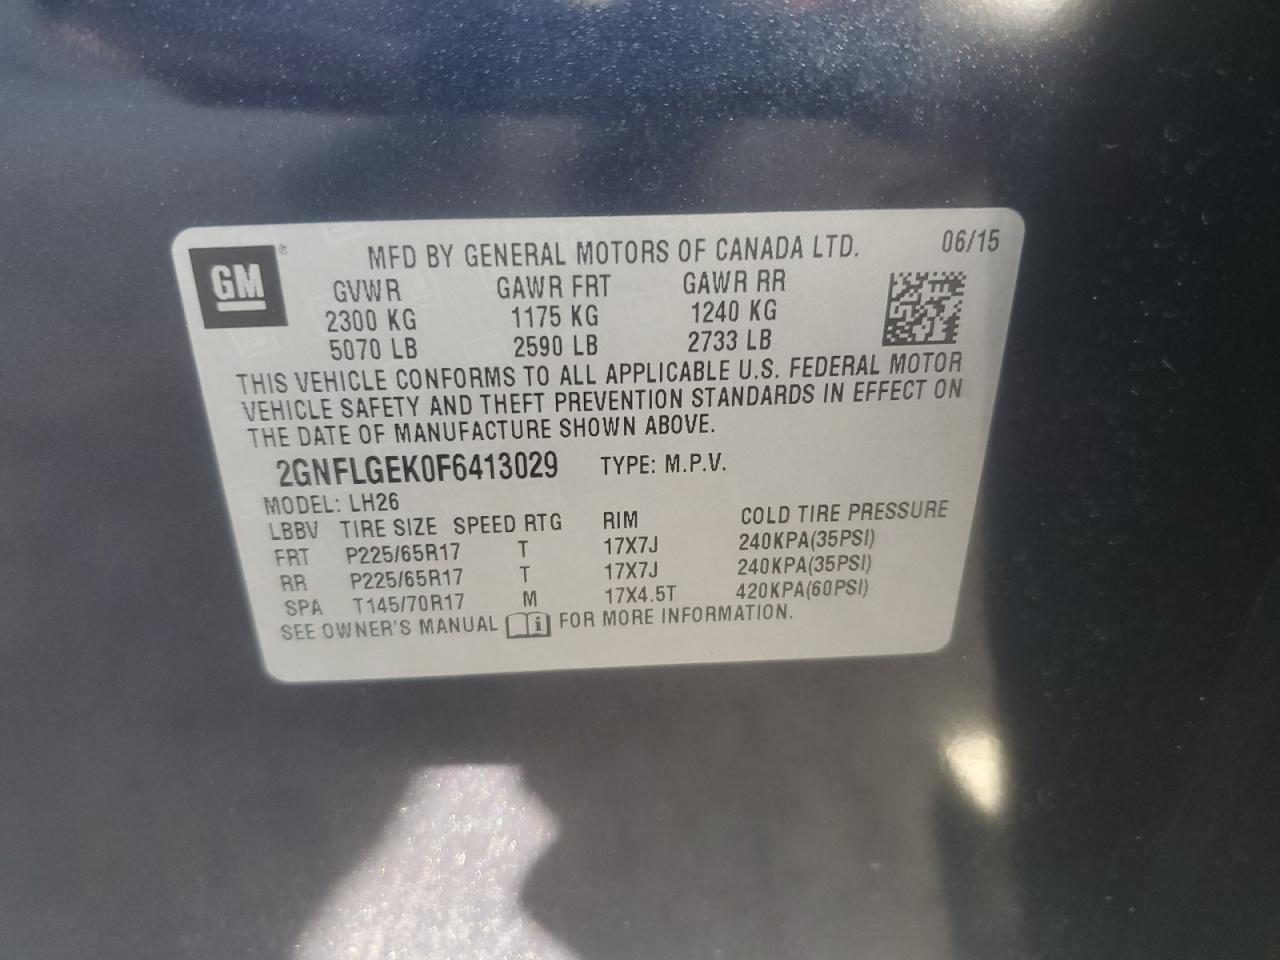 GM
®
MFD BY GENERAL MOTORS OF CANADA LTD. 06/15
GVWR GAWR FRT GAWR RR
2300 KG 1175 KG 1240 KG
5070 LB 2590 LB 2733 LB
THIS VEHICLE CONFORMS TO ALL APPLICABLE U.S. FEDERAL MOTOR
VEHICLE SAFETY AND THEFT PREVENTION STANDARDS IN EFFECT ON
THE DATE OF MANUFACTURE SHOWN ABOVE.
2GNFLGEK0F6413029 TYPE: M.P.V.
MODEL: LH26
LBBV TIRE SIZE SPEED RTG RIM COLD TIRE PRESSURE
FRT P225/65R17 T 17X7J 240KPA(35PSI)
RR P225/65R17 T 17X7J 240KPA(35PSI)
SPA T145/70R17 M 17X4.5T 420KPA(60PSI)
SEE OWNER'S MANUAL i FOR MORE INFORMATION.